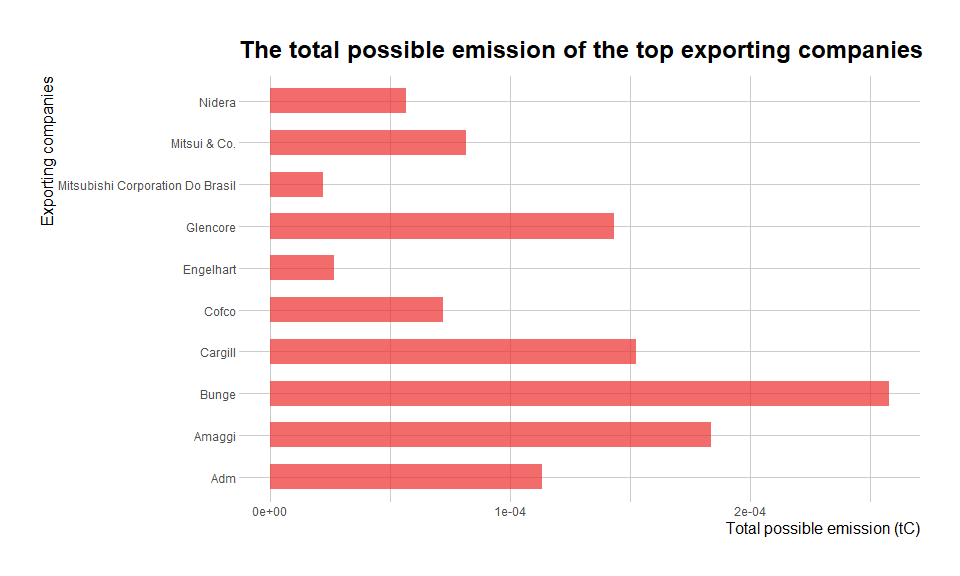 The total possible emission of the top exporting companies
Exporting companies
Nidera
Mitsui & Co.
Mitsubishi Corporation Do Brasil
Glencore
Engelhart
Cofco
Cargill
Bunge
Amaggi
Adm
0e+00 1e-04 2e-04
Total possible emission (tC)